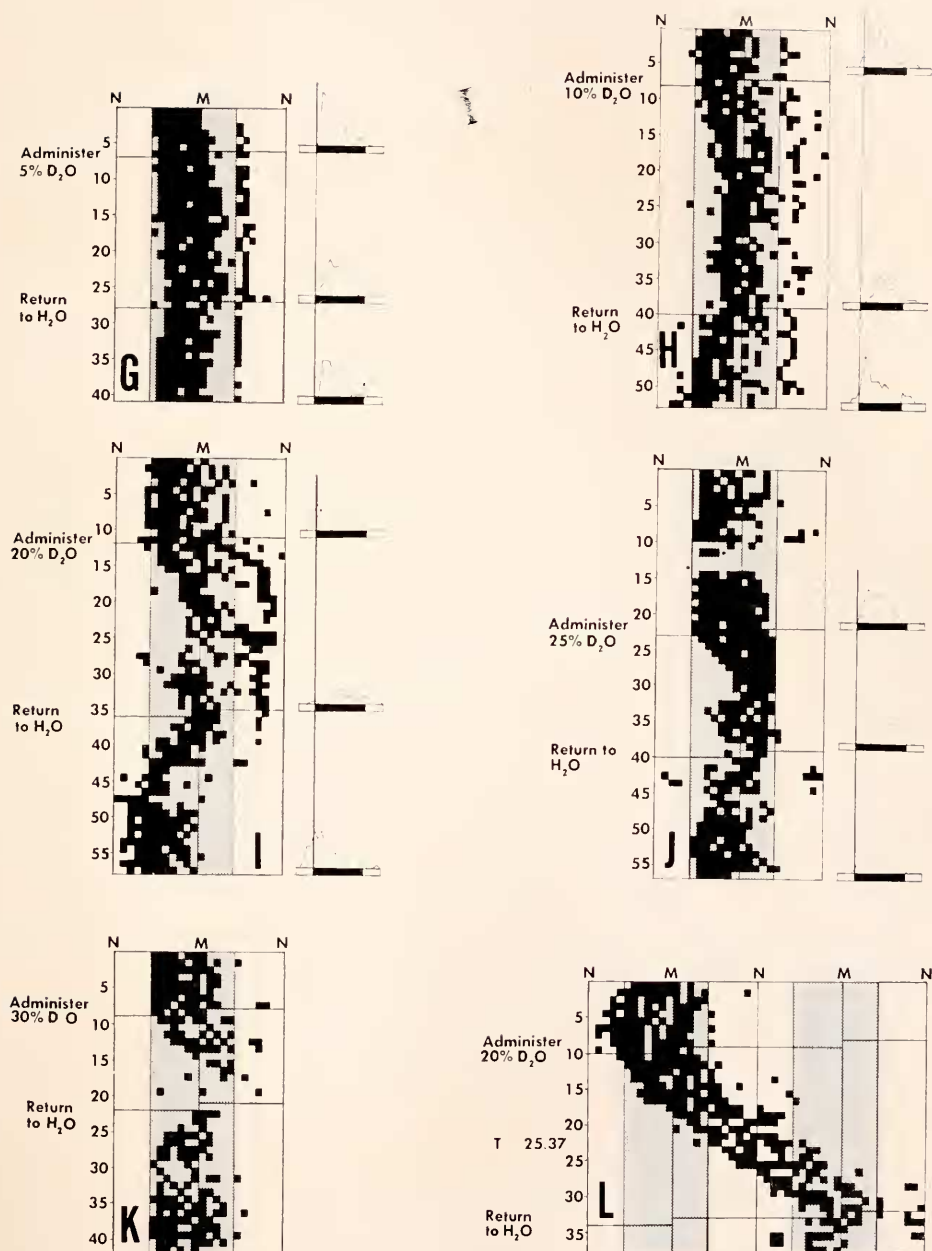 N M N
5
Administer
5% D₂O
10
15
20
25
Return
to H₂O
30
35
40
G
N M N
5
Administer
10% D₂O
10
15
20
25
30
35
Return
to H₂
O
40
45
50
H
N M N
5
10
Administer
20% D₂O
15
20
25
30
Return
to H₂O
35
40
45
50
55
I
N M N
5
10
15
20
Administer
25% D₂O
25
30
35
Return to
H₂O
40
45
50
55
J
N M N
5
Administer
30% D O
10
15
20
Return
to H₂O
25
30
35
40
K
N M N M N
5
Administer
20% D₂O
10
15
20
T 25.37
25
30
Return
to H₂O
35
L